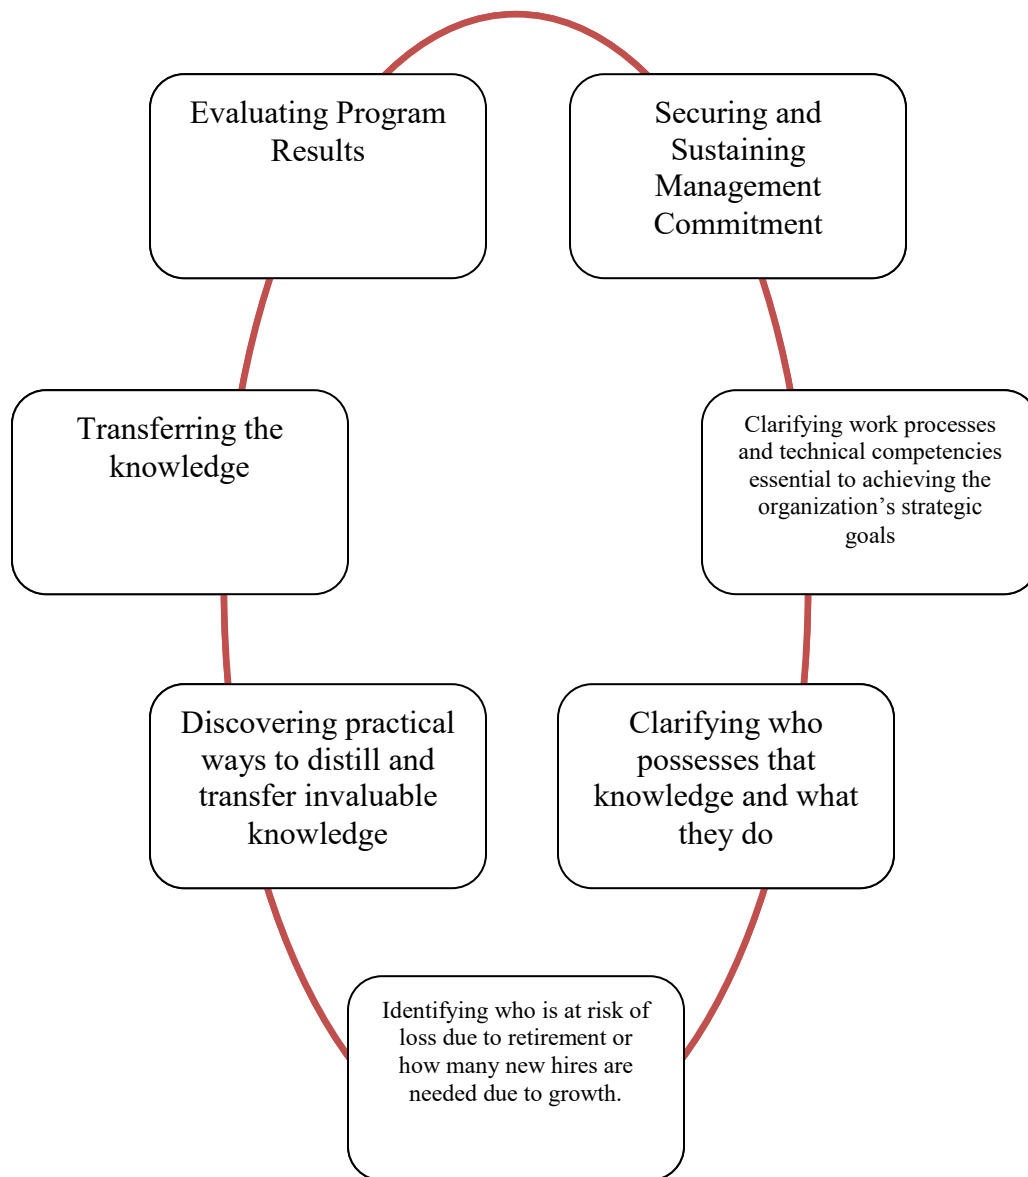 Evaluating Program
Results
Securing and
Sustaining
Management
Commitment
Transferring the
knowledge
Clarifying work processes
and technical competencies
essential to achieving the
organization’s strategic
goals
Discovering practical
ways to distill and
transfer invaluable
knowledge
Clarifying who
possesses that
knowledge and what
they do
Identifying who is at risk of
loss due to retirement or
how many new hires are
needed due to growth.